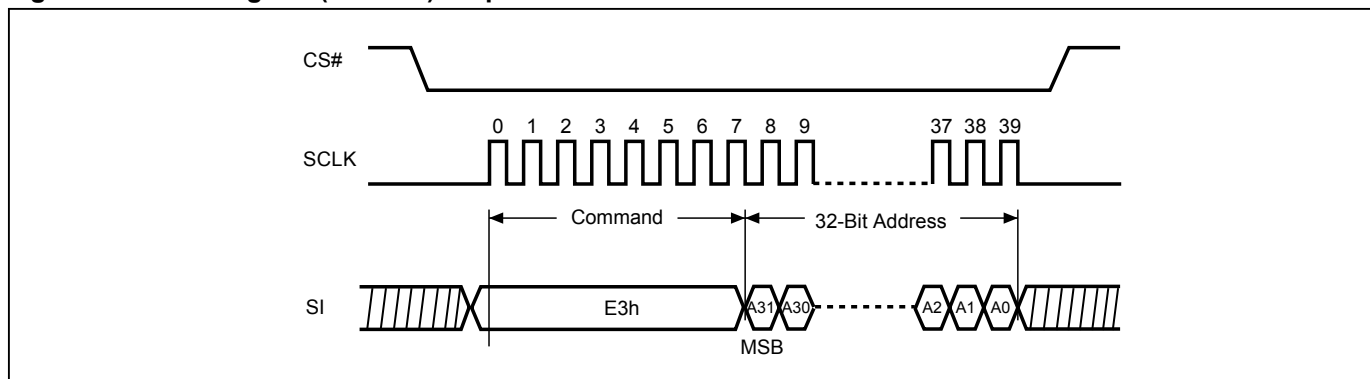 CS#
0 1 2 3 4 5 6 7 8 9 37 38 39
SCLK
Command 32-Bit Address
SI E3h A31 A30 A2 A1 A0
MSB